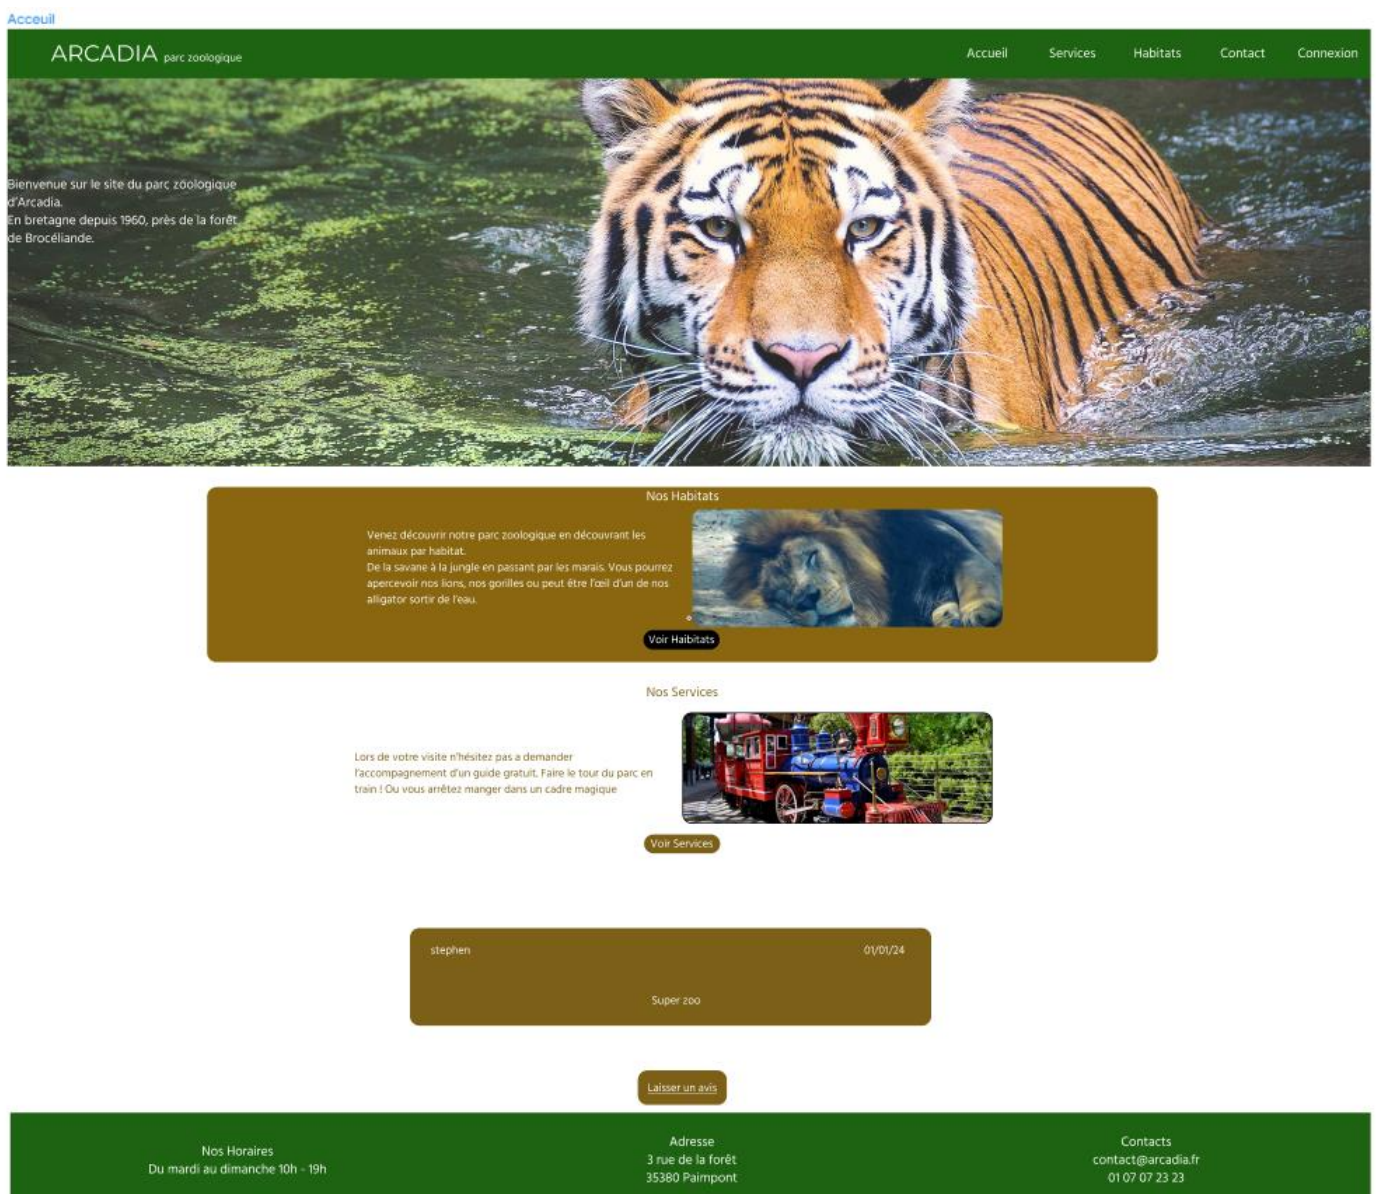 Acceuil
ARCADIA parc zoologique
Accueil Services Habitats Contact Connexion
Bienvenue sur le site du parc zoologique
d'Arcadia.
En bretagne depuis 1960, près de la forêt
de Brocéliande.
Nos Habitats
Venez découvrir notre parc zoologique en découvrant les
animaux par habitat.
De la savane à la jungle en passant par les marais. Vous pourrez
apercevoir nos lions, nos gorilles ou peut être l'œil d'un de nos
alligator sortir de l'eau.
Voir Haibitats
Nos Services
Lors de votre visite n'hésitez pas a demander
l'accompagnement d'un guide gratuit. Faire le tour du parc en
train ! Ou vous arrêtez manger dans un cadre magique
Voir Services
stephen 01/01/24
Super zoo
Laisser un avis
Nos Horaires
Du mardi au dimanche 10h - 19h
Adresse
3 rue de la forêt
35380 Paimpont
Contacts
contact@arcadia.fr
01 07 07 23 23